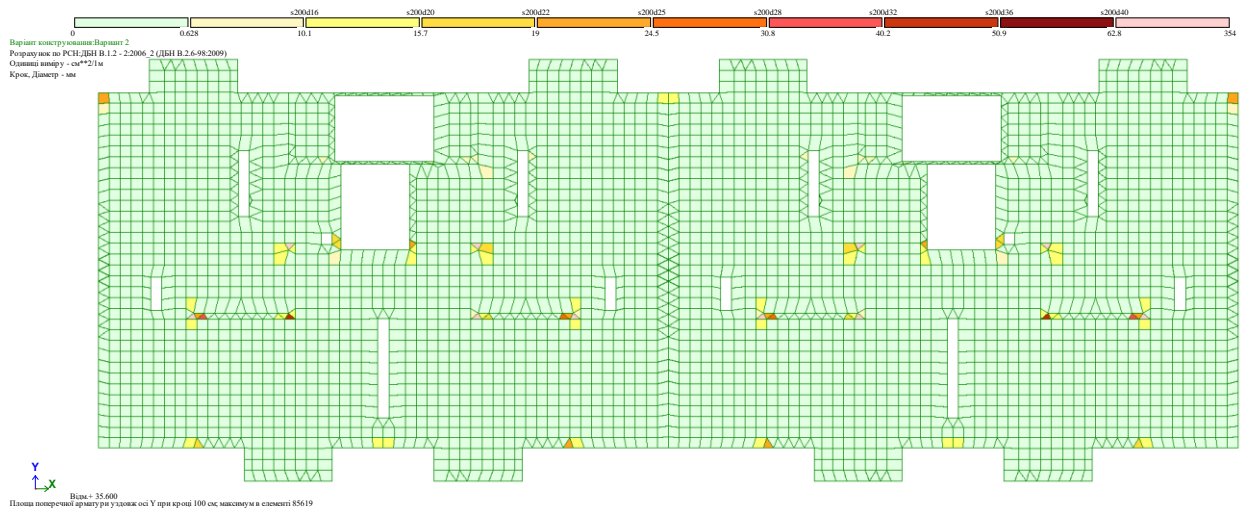 s200d16 s200d20 s200d22 s200d25 s200d28 s200d32 s200d36 s200d40
0 0.628 10.1 15.7 19 24.5 30.8 40.2 50.9 62.8 354
Варіант конструювання:Вариант 2
Розрахунок по РСН:ДБН В.1.2 - 2:2006_2 (ДБН В.2.6-98:2009)
Одиниці виміру - см**2/1м
Крок, Діаметр - мм
Y
X
Відм.+ 35.600
Площа поперечної арматури уздовж осі Y при кроці 100 см; максимум в елементі 85619